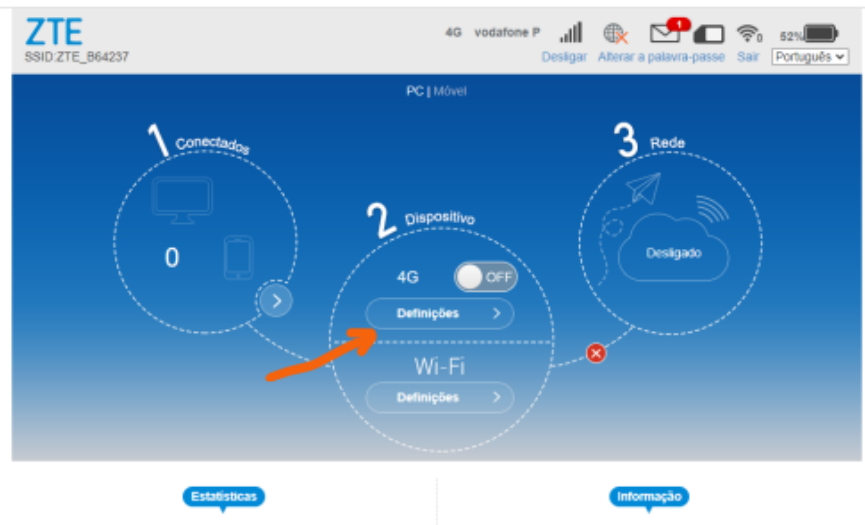 ZTE
SSID:ZTE_B64237
4G vodafone P 1 0 52%
Desligar Alterar a palavra-passe Sair Português
PC | Móvel
1 Conectados
0
2 Dispositivo
4G OFF
Definições
Wi-Fi
Definições
3 Rede
Desligado
Estatísticas
Informação